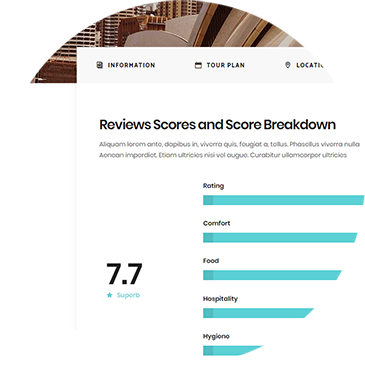 INFORMATION
TOUR PLAN
LOCATI
Reviews Scores and Score Breakdown
Aliquam lorem ante, dapibus in, viverra quis, feugiat a, tellus. Phasellus viverra nulla
Aenean imperdiet. Etiam ultricies nisi vel augue. Curabitur ullamcorper ultricies
Rating
Comfort
Food
7.7
Superb
Hospitality
Hygiene